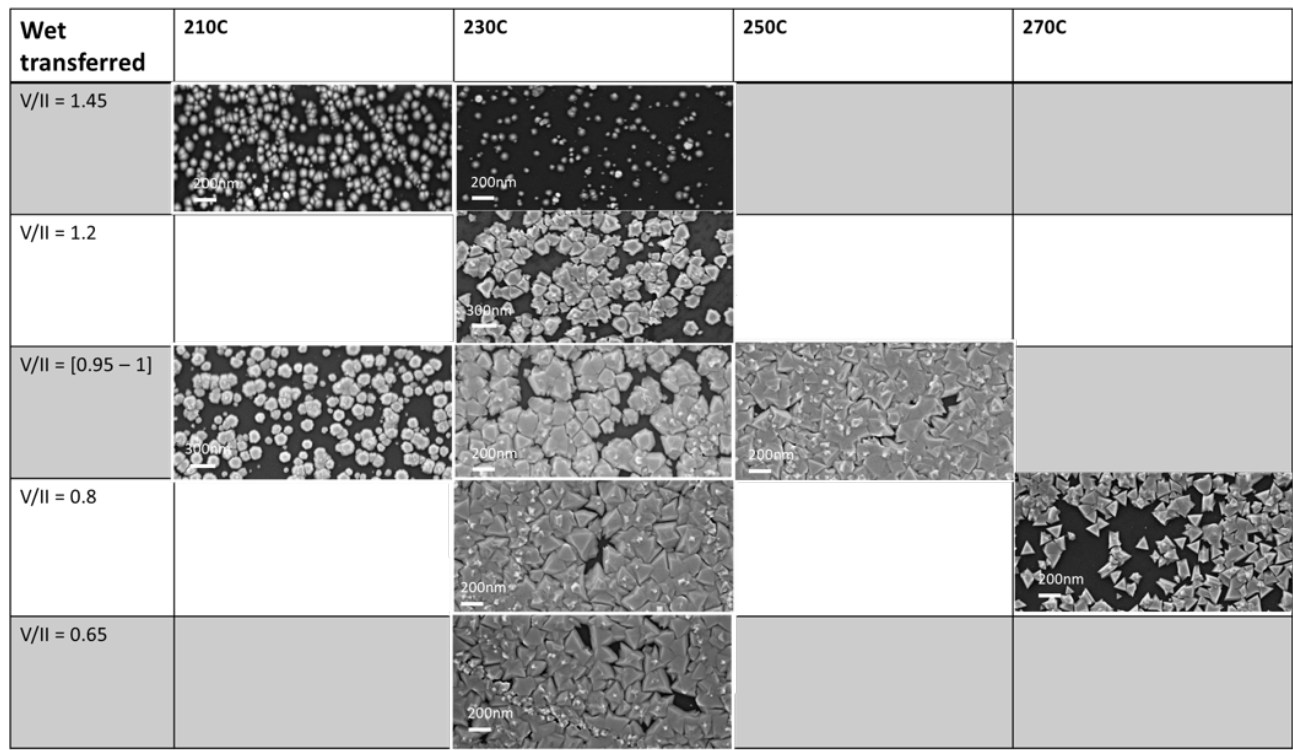 Wet
transferred
210C
230C
250C
270C
V/II = 1.45
200nm
200nm
V/II = 1.2
300nm
V/II = [0.95 – 1]
300nm
200nm
200nm
V/II = 0.8
200nm
200nm
V/II = 0.65
200nm